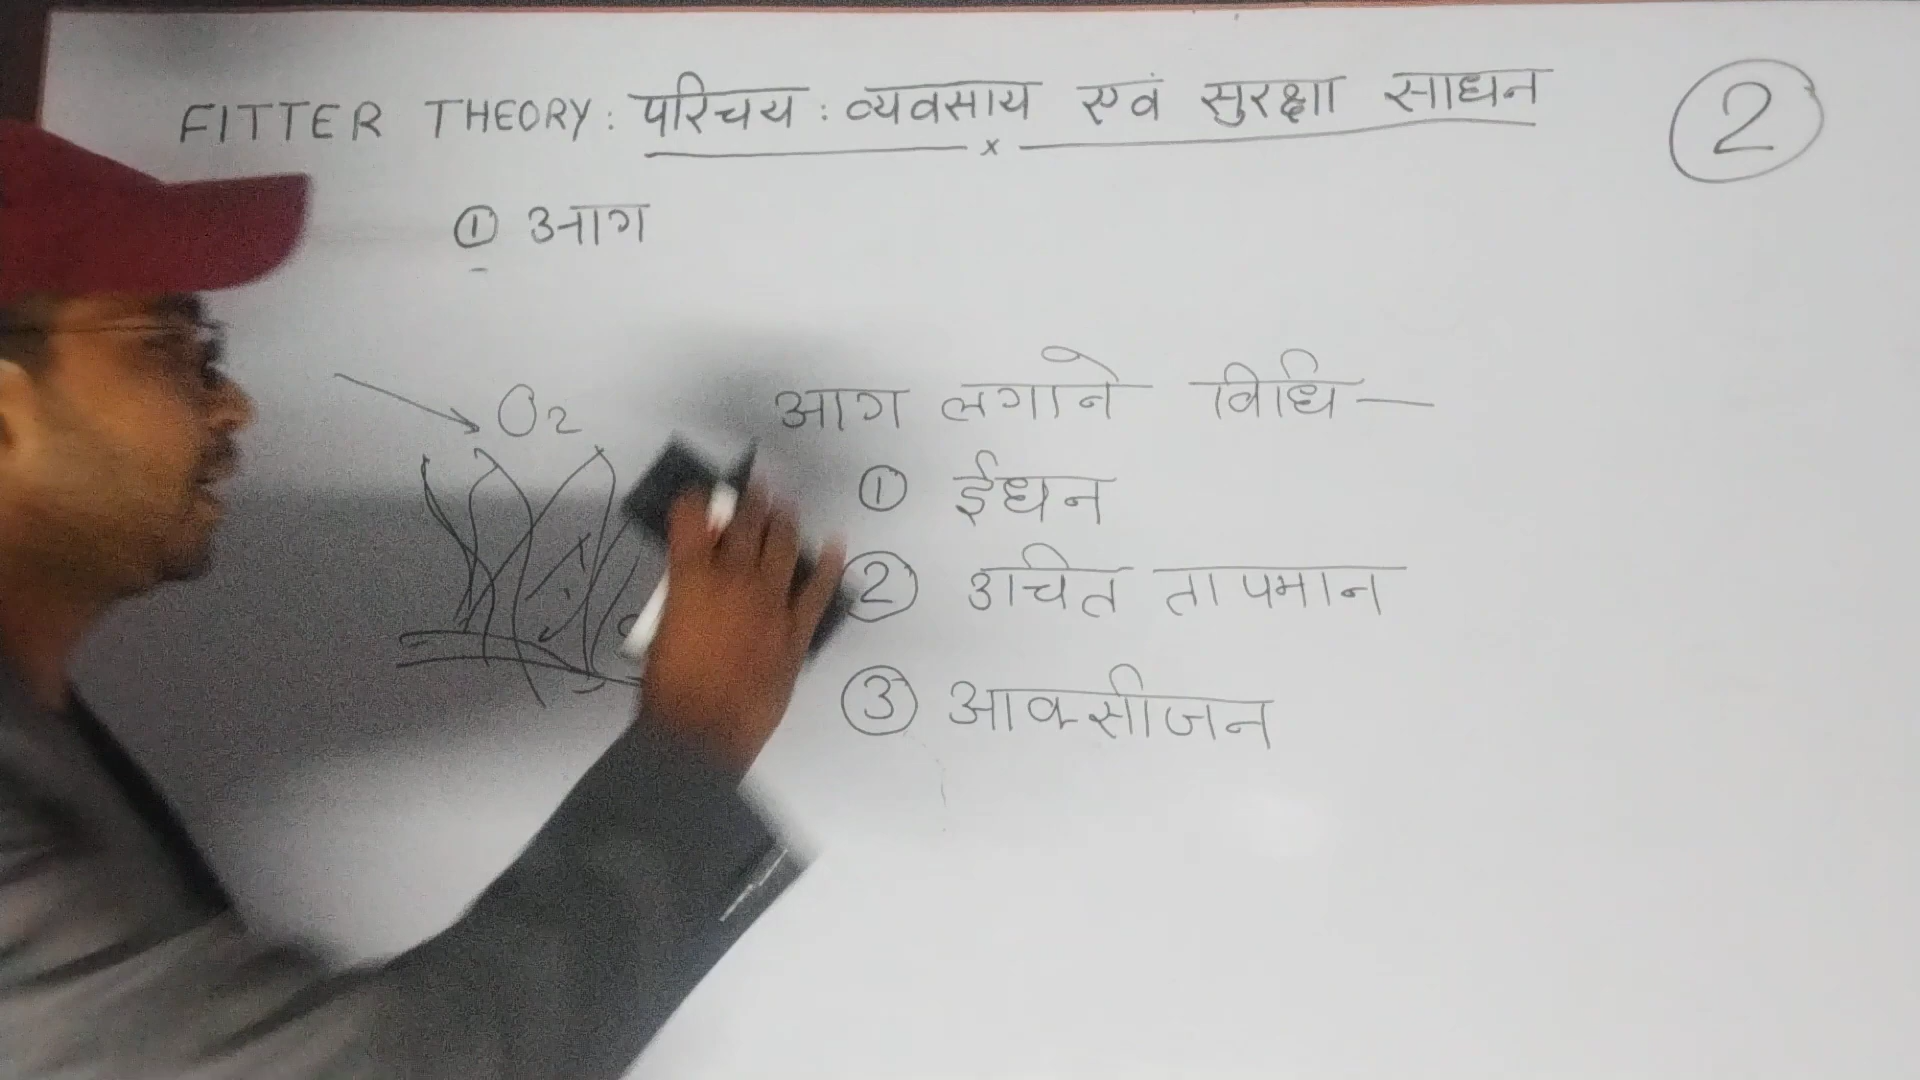 FITTER THEORY: परिचय : व्यवसाय एवं सुरक्षा साधन
2
① आग
O2
आग लगाने विधि —
① ईधन
② उचित तापमान
③ आक्सीजन